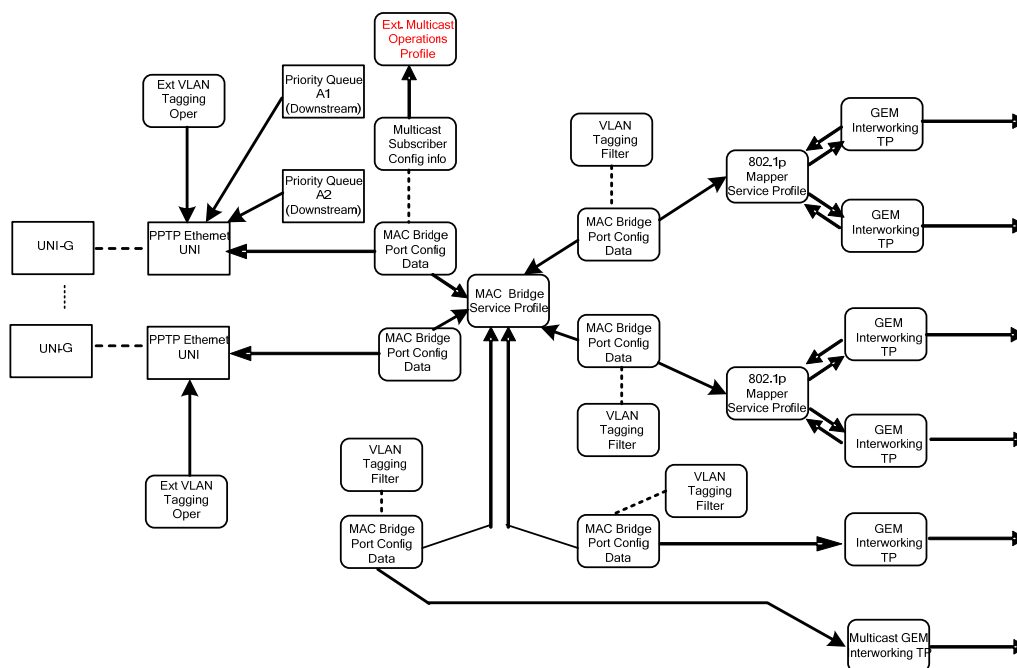 Ext. Multicast
Operations
Profile
Ext VLAN
Tagging
Oper
Priority Queue
A1
(Downstream)
Multicast
Subscriber
Config info
VLAN
Tagging
Filter
GEM
Interworking
TP
802.1p
Mapper
Service Profile
Priority Queue
A2
(Downstream)
GEM
Interworking
TP
UNI-G
PPTP Ethernet
UNI
MAC Bridge
Port Config
Data
MAC Bridge
Port Config
Data
MAC Bridge
Service Profile
UNI-G
PPTP Ethernet
UNI
MAC Bridge
Port Config
Data
MAC Bridge
Port Config
Data
GEM
Interworking
TP
802.1p
Mapper
Service Profile
VLAN
Tagging
Filter
GEM
Interworking
TP
Ext VLAN
Tagging
Oper
VLAN
Tagging
Filter
VLAN
Tagging
Filter
MAC Bridge
Port Config
Data
MAC Bridge
Port Config
Data
GEM
Interworking
TP
Multicast GEM
Interworking TP